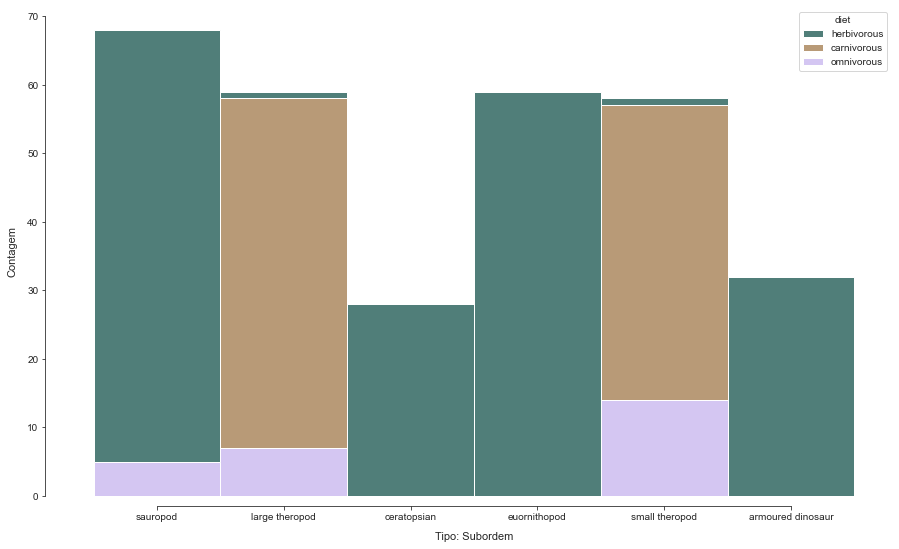 diet
herbivorous
carnivorous
omnivorous
Contagem
70
60
50
40
30
20
10
0
sauropod large theropod ceratopsian euornithopod small theropod armoured dinosaur
Tipo: Subordem